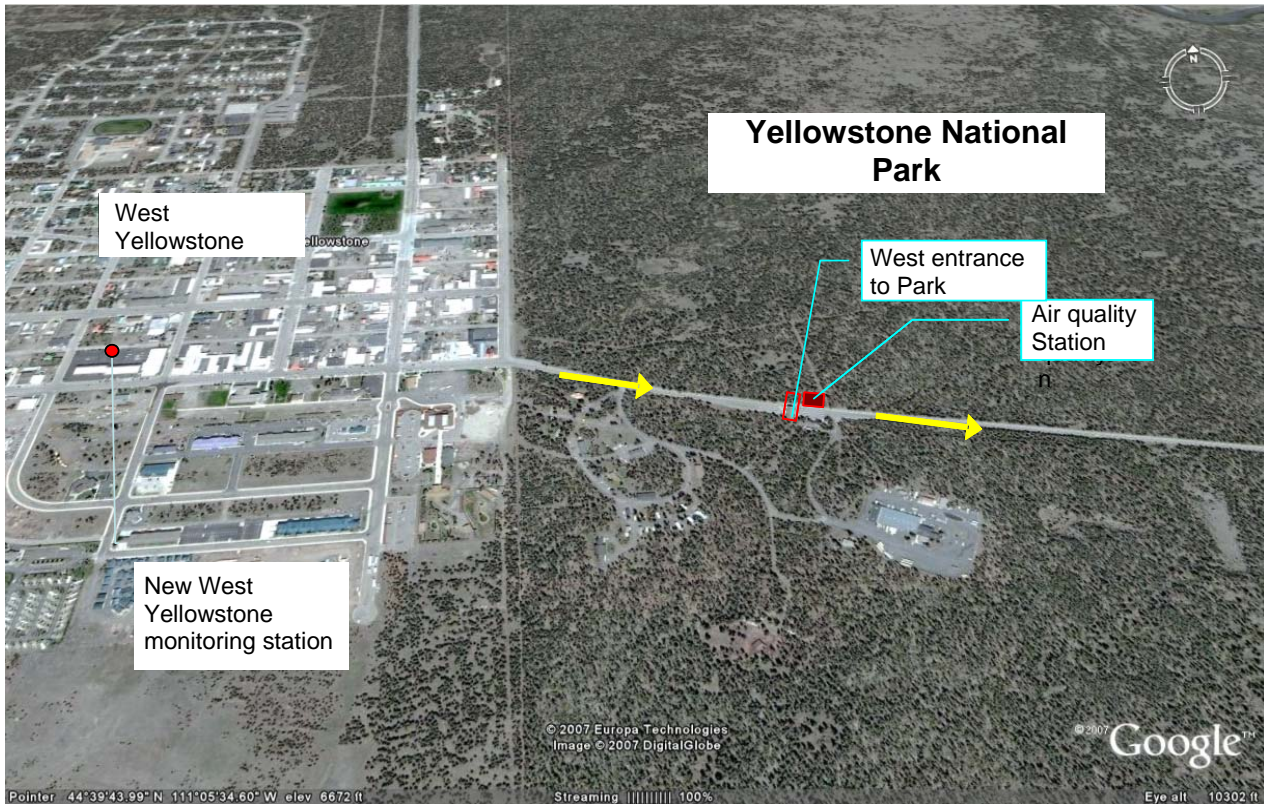 N
Yellowstone National
Park
West
Yellowstone
ellowstone
West entrance
to Park
Air quality
Station
n
New West
Yellowstone
monitoring station
© 2007 Europa Technologies
Image © 2007 DigitalGlobe
© 2007 Google™
Pointer 44°39'43.99" N 111°05'34.60" W elev 6672 ft
Streaming |||||||||| 100%
Eye alt 10302 ft